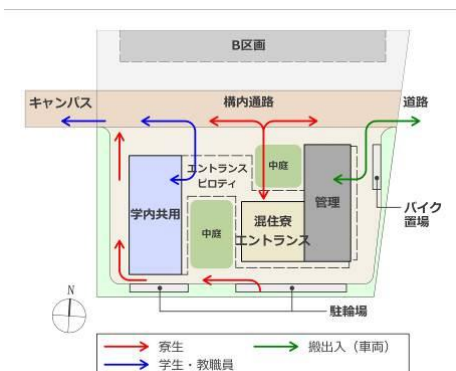 B区画
キャンパス
構内通路
道路
エントランス
ピロティ
中庭
学内共用
中庭
混住寮
エントランス
管理
バイク
置場
駐輪場
N
寮生
搬出入（車両）
学生・教職員